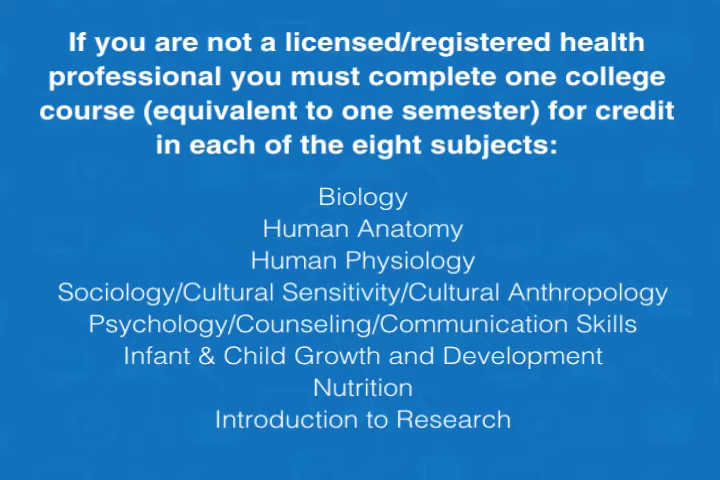 If you are not a licensed/registered health
professional you must complete one college
course (equivalent to one semester) for credit
in each of the eight subjects:
Biology
Human Anatomy
Human Physiology
Sociology/Cultural Sensitivity/Cultural Anthropology
Psychology/Counseling/Communication Skills
Infant & Child Growth and Development
Nutrition
Introduction to Research